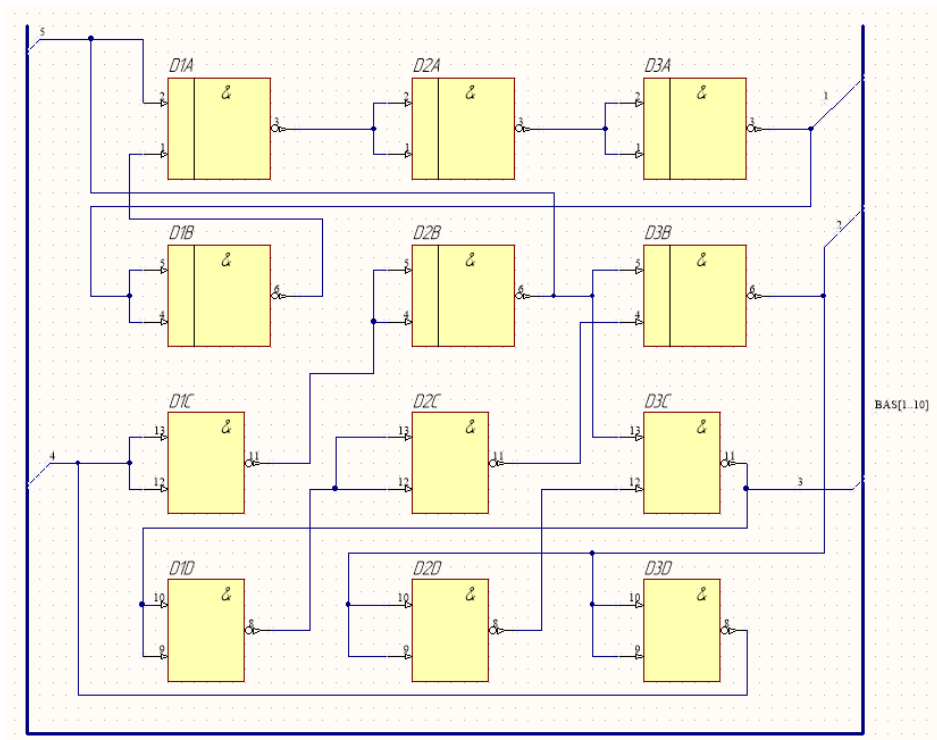 5
D1A D2A D3A
& & &
2 2 2 1
3 3 3
1 1 1
2
D1B D2B D3B
& & &
5 5 5
6 6 6
4 4 4
BAS[1..10]
D1C D2C D3C
& & &
13 13 13
4 11 11 11
12 12 12 3
D1D D2D D3D
& & &
10 10 10
8 8 8
9 9 9